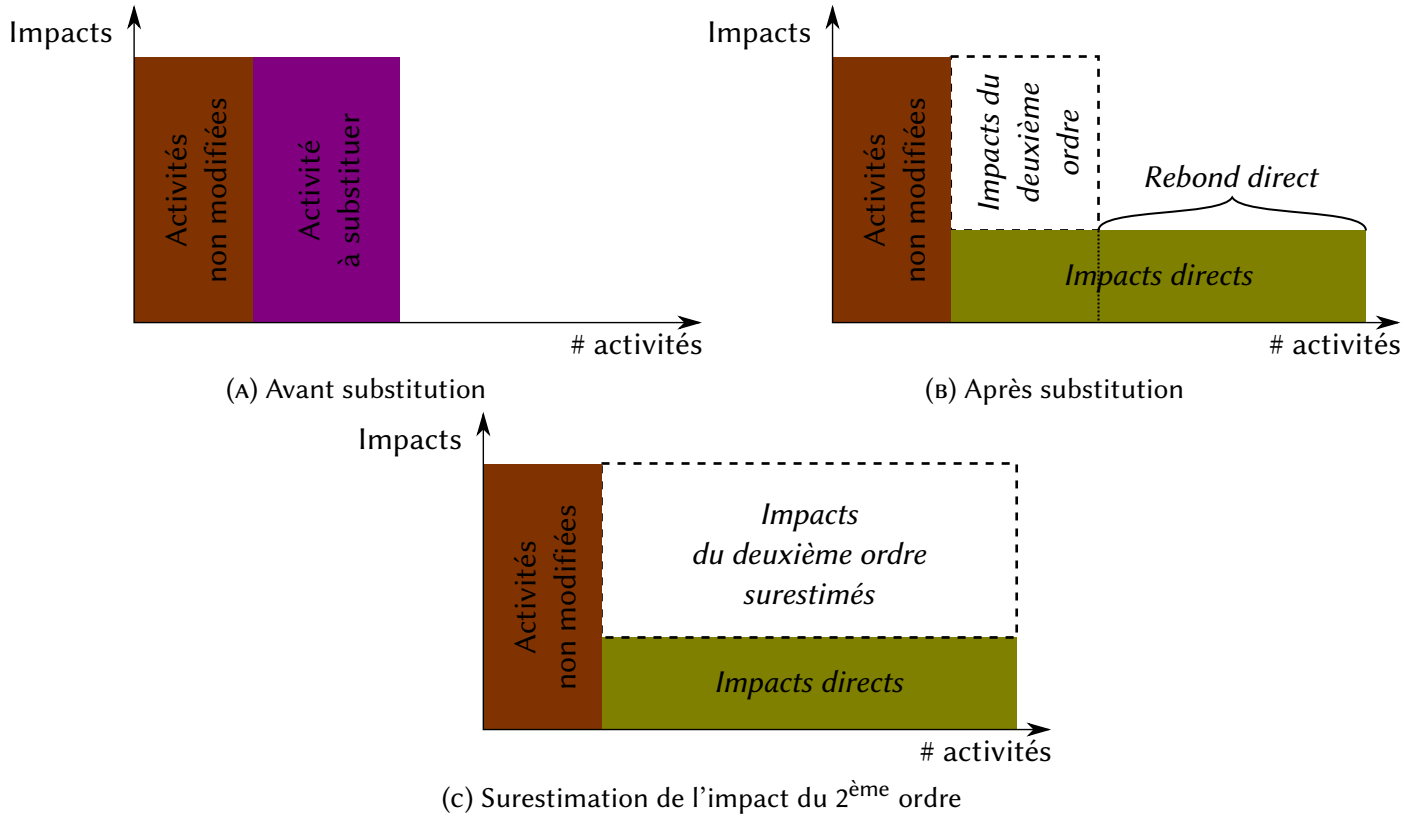 Impacts
Activités
non modifiées
Activité
à substituer
# activités
(A) Avant substitution
Impacts
Activités
non modifiées
Impacts du
deuxième
ordre
Rebond direct
Impacts directs
# activités
(B) Après substitution
Impacts
Activités
non modifiées
Impacts
du deuxième ordre
surestimés
Impacts directs
# activités
(C) Surestimation de l'impact du 2ème ordre